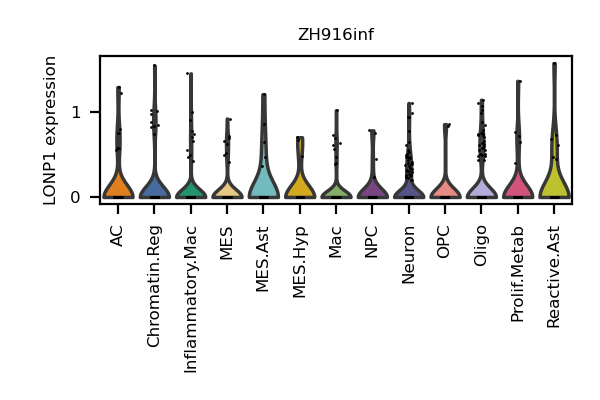 ZH916inf
LONP1 expression
1
0
AC
Chromatin.Reg
Inflammatory.Mac
MES
MES.Ast
MES.Hyp
Mac
NPC
Neuron
OPC
Oligo
Prolif.Metab
Reactive.Ast